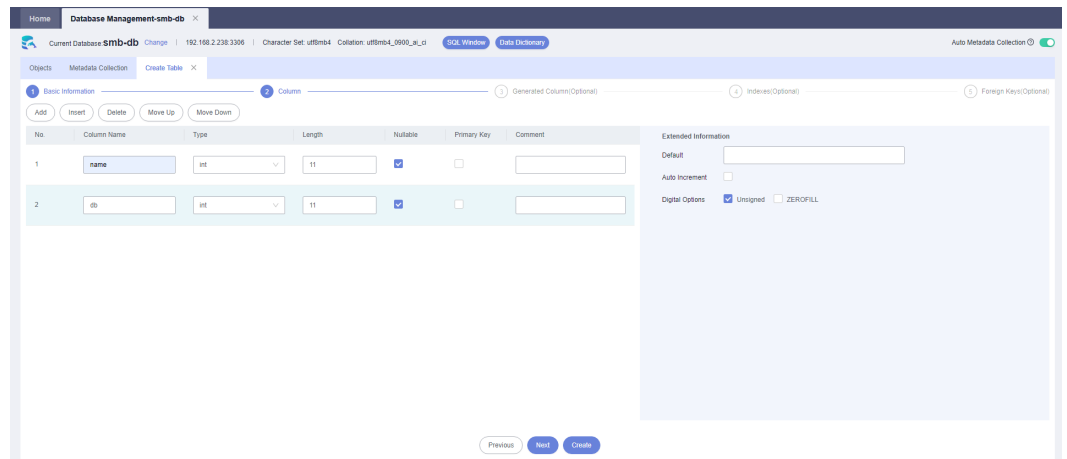 Home Database Management-smb-db ×
Current Database:smb-db Change | 192.168.2.238:3306 | Character Set: utf8mb4 Collation: utf8mb4_0900_ai_ci SQL Window Data Dictionary Auto Metadata Collection
Objects Metadata Collection Create Table ×
1 Basic Information 2 Column 3 Generated Column(Optional) 4 Indexes(Optional) 5 Foreign Keys(Optional)
Add Insert Delete Move Up Move Down
No. Column Name Type Length Nullable Primary Key Comment
1 name int 11
2 db int 11
Extended Information
Default
Auto Increment
Digital Options Unsigned ZEROFILL
Previous Next Create